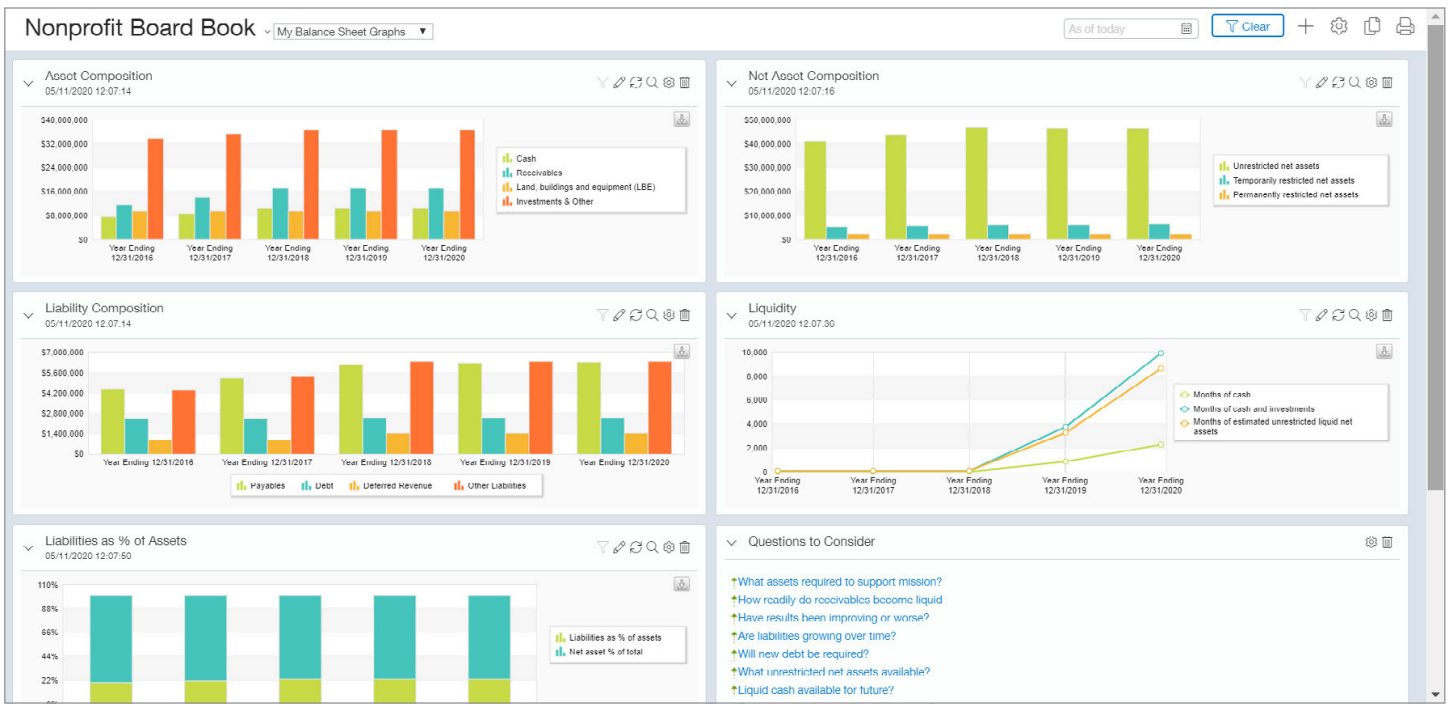 Nonprofit Board Book
My Balance Sheet Graphs
As of today
Clear
Asset Composition
05/11/2020 12:07:14
$40,000,000
$32,000,000
$24,000,000
$16,000,000
$8,000,000
$0
Year Ending 12/31/2016
Year Ending 12/31/2017
Year Ending 12/31/2018
Year Ending 12/31/2019
Year Ending 12/31/2020
Cash
Receivables
Land, buildings and equipment (LBE)
Investments & Other
Net Asset Composition
05/11/2020 12:07:16
$50,000,000
$40,000,000
$30,000,000
$20,000,000
$10,000,000
$0
Year Ending 12/31/2016
Year Ending 12/31/2017
Year Ending 12/31/2018
Year Ending 12/31/2019
Year Ending 12/31/2020
Unrestricted net assets
Temporarily restricted net assets
Permanently restricted net assets
Liability Composition
05/11/2020 12:07:14
$7,000,000
$5,600,000
$4,200,000
$2,800,000
$1,400,000
$0
Year Ending 12/31/2016
Year Ending 12/31/2017
Year Ending 12/31/2018
Year Ending 12/31/2019
Year Ending 12/31/2020
Payables
Debt
Deferred Revenue
Other Liabilities
Liquidity
05/11/2020 12:07:36
10,000
8,000
6,000
4,000
2,000
0
Year Ending 12/31/2016
Year Ending 12/31/2017
Year Ending 12/31/2018
Year Ending 12/31/2019
Year Ending 12/31/2020
Months of cash
Months of cash and investments
Months of estimated unrestricted liquid net
assets
Liabilities as % of Assets
05/11/2020 12:07:50
110%
88%
66%
44%
22%
Liabilities as % of assets
Net asset % of total
Questions to Consider
What assets required to support mission?
How readily do receivables become liquid
Have results been improving or worse?
Are liabilities growing over time?
Will new debt be required?
What unrestricted net assets available?
Liquid cash available for future?